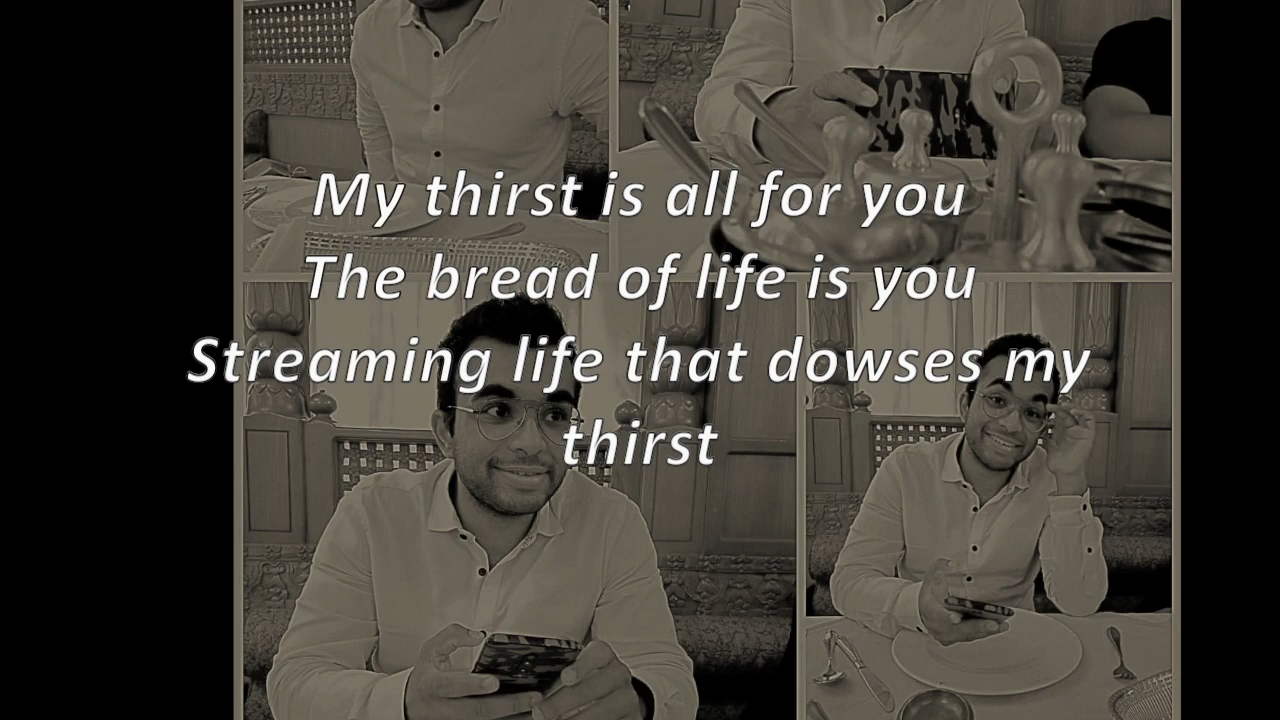 My thirst is all for you
The bread of life is you
Streaming life that dowses my
thirst